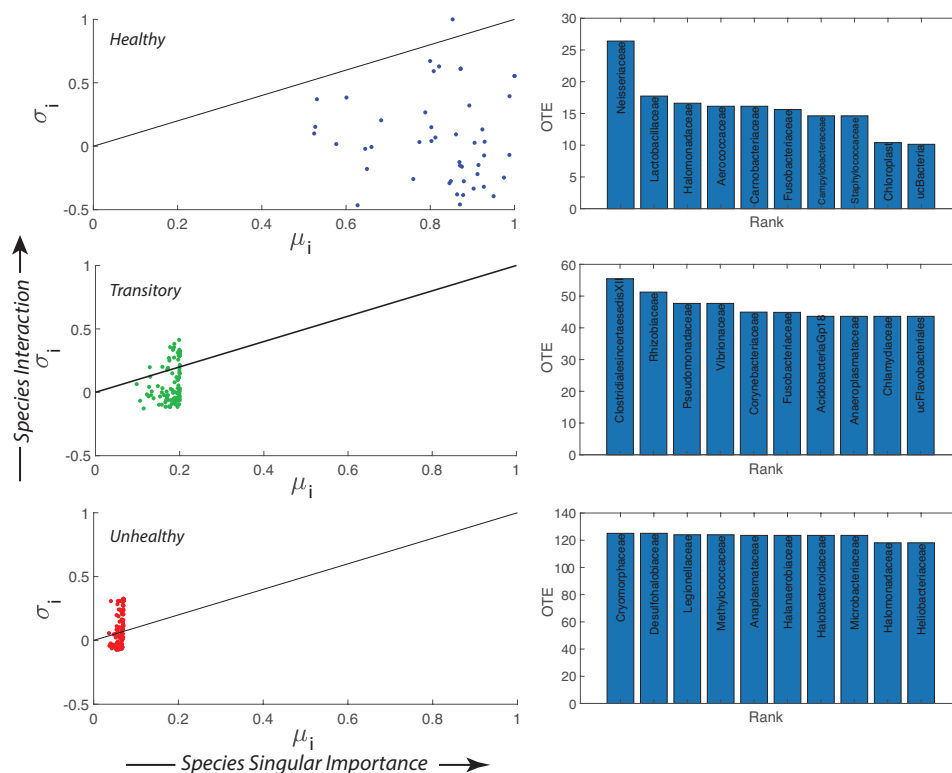 Healthy
1
0.5
0
-0.5
0
0.2
0.4
0.6
0.8
1
σi
μi
30
25
20
15
10
5
0
OTE
Neisseriaceae
Lactobacillaceae
Halomonadaceae
Aerococcaceae
Carnobacteriaceae
Fusobacteriaceae
Campylobacteraceae
Staphylococcaceae
Chloroplast
ucBacteria
Rank
Transitory
1
0.5
0
-0.5
0
0.2
0.4
0.6
0.8
1
σi
μi
60
50
40
30
20
10
0
OTE
ClostridialesincertaesedisXII
Rhizobiaceae
Pseudomonadaceae
Vibrionaceae
Corynebacteriaceae
Fusobacteriaceae
AcidobacteriaGp18
Anaeroplasmataceae
Chlamydiaceae
ucFlavobacteriales
Rank
Unhealthy
1
0.5
0
-0.5
0
0.2
0.4
0.6
0.8
1
σi
μi
140
120
100
80
60
40
20
0
OTE
Cryomorphaceae
Desulfohalobiaceae
Legionellaceae
Methylococcaceae
Anaplasmataceae
Halanaerobiaceae
Halobacteroidaceae
Microbacteriaceae
Halomonadaceae
Heliobacteriaceae
Rank
Species Interaction
Species Singular Importance